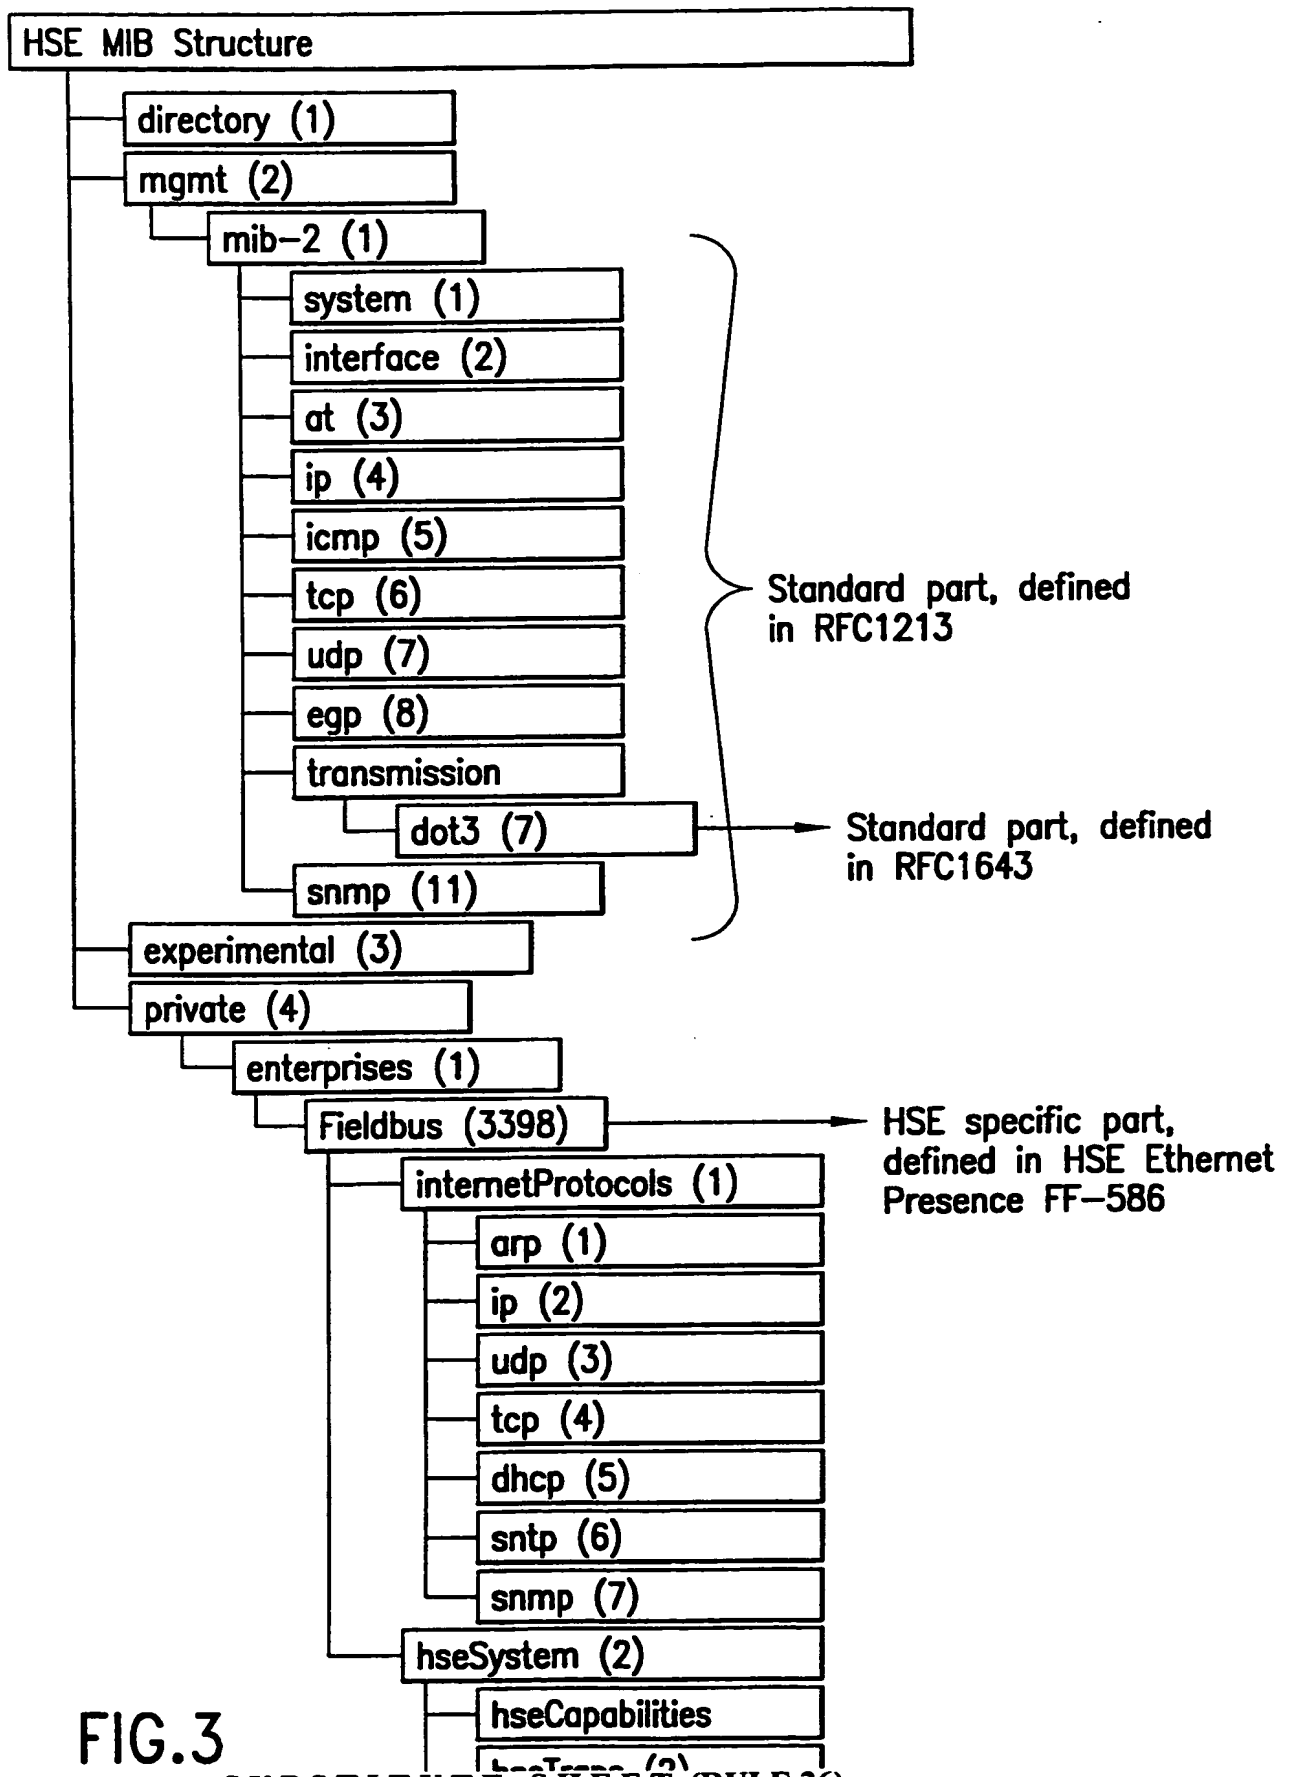 HSE MIB Structure
directory (1)
mgmt (2)
mib-2 (1)
system (1)
interface (2)
at (3)
ip (4)
icmp (5)
tcp (6)
udp (7)
egp (8)
transmission
dot3 (7)
snmp (11)
Standard part, defined
in RFC1213
Standard part, defined
in RFC1643
experimental (3)
private (4)
enterprises (1)
Fieldbus (3398)
HSE specific part,
defined in HSE Ethernet
Presence FF-586
internetProtocols (1)
arp (1)
ip (2)
udp (3)
tcp (4)
dhcp (5)
sntp (6)
snmp (7)
hseSystem (2)
hseCapabilities
FIG.3